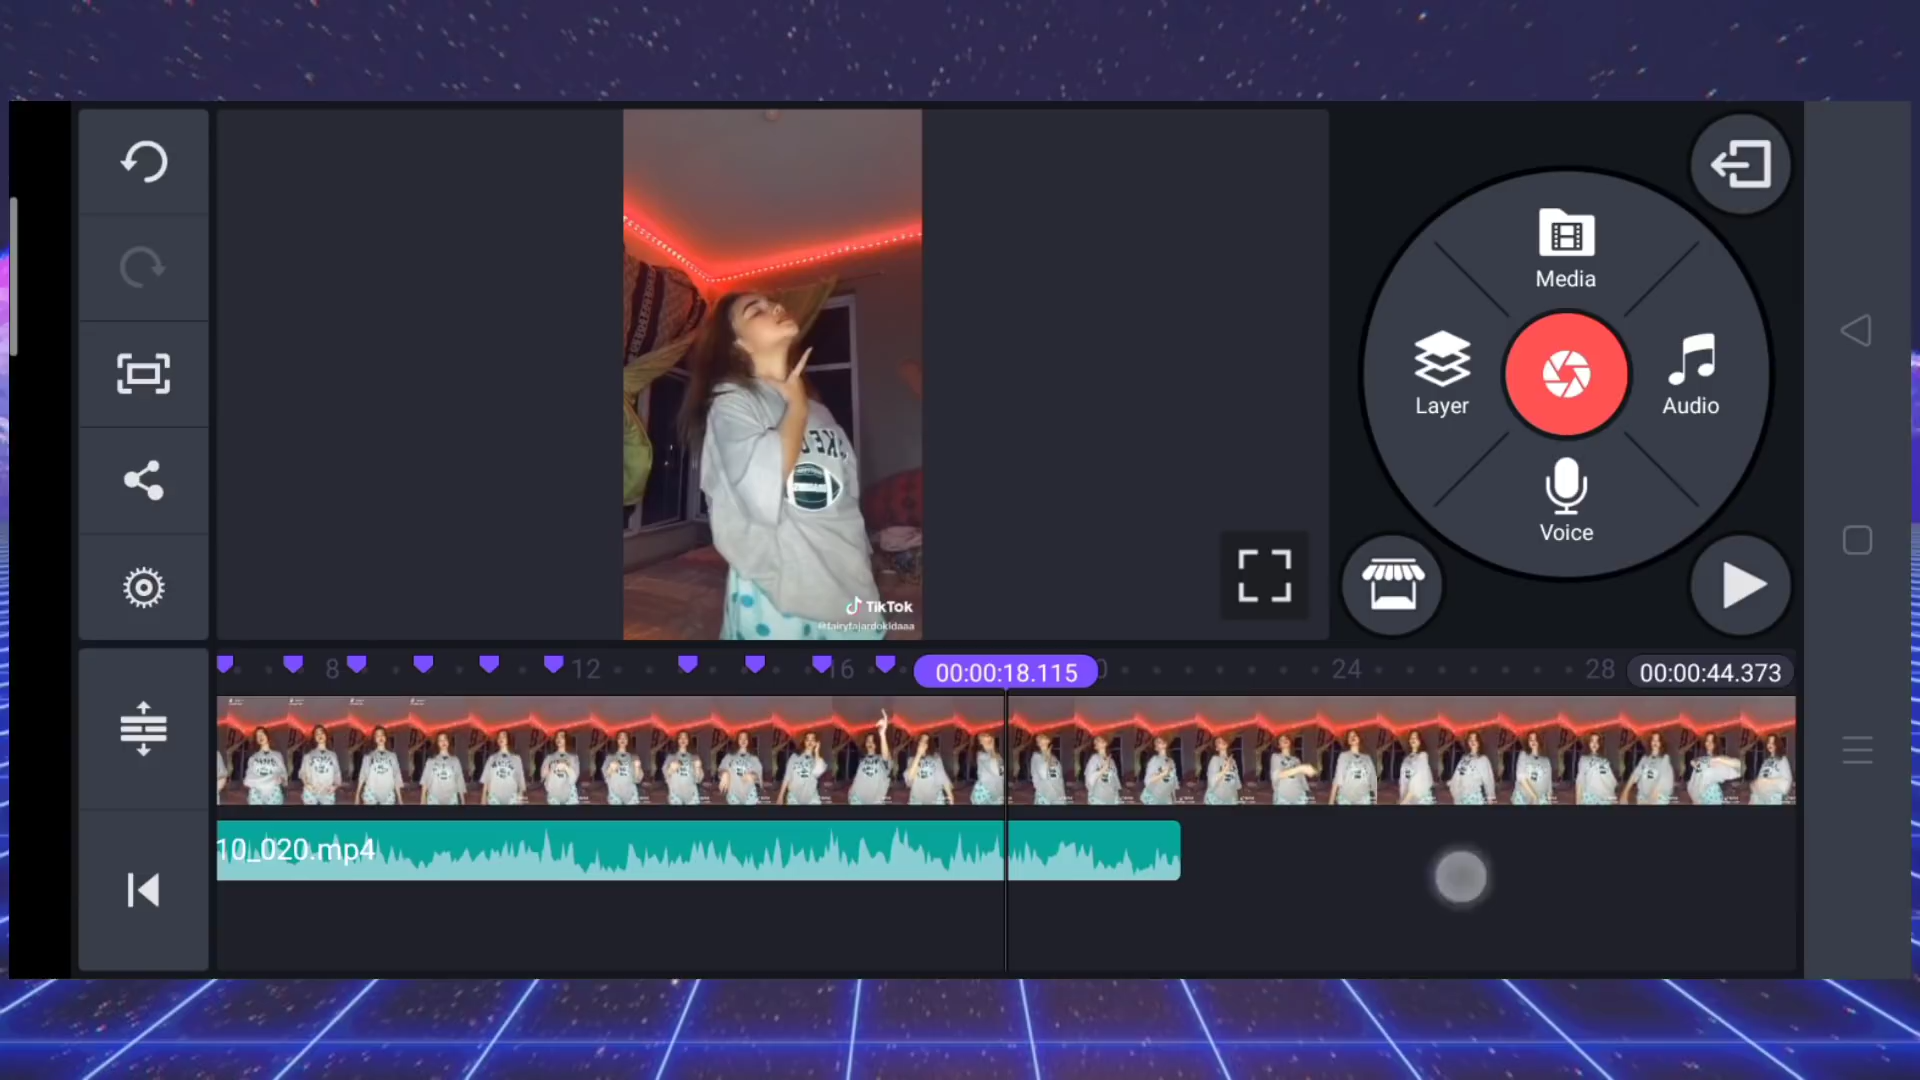 Media
Layer
Audio
Voice
TikTok
@fairyfajardokidaaa
8
12
16
00:00:18.115
24
28
00:00:44.373
10_020.mp4